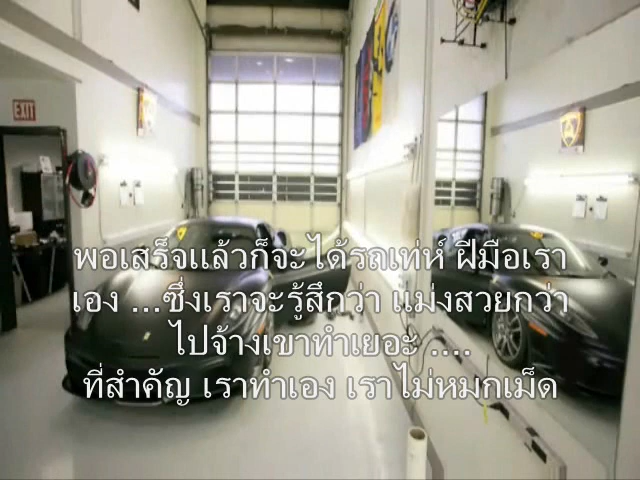 EXIT
พอเสร็จแล้วก็จะได้รถเท่ห์ ฝีมือเรา
เอง ...ซึ่งเราจะรู้สึกว่า แม่งสวยกว่า
ไปจ้างเขาทำเยอะ ....
ที่สำคัญ เราทำเอง เราไม่หมกเม็ด